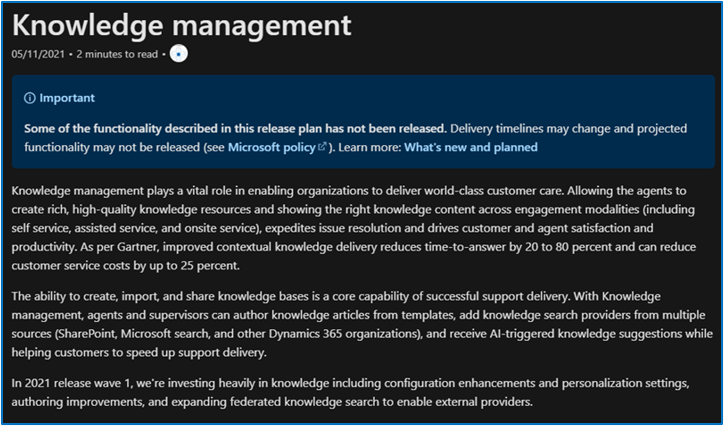 Knowledge management
05/11/2021 • 2 minutes to read •
Important
Some of the functionality described in this release plan has not been released. Delivery timelines may change and projected
functionality may not be released (see Microsoft policy). Learn more: What's new and planned
Knowledge management plays a vital role in enabling organizations to deliver world-class customer care. Allowing the agents to
create rich, high-quality knowledge resources and showing the right knowledge content across engagement modalities (including
self service, assisted service, and onsite service), expedites issue resolution and drives customer and agent satisfaction and
productivity. As per Gartner, improved contextual knowledge delivery reduces time-to-answer by 20 to 80 percent and can reduce
customer service costs by up to 25 percent.
The ability to create, import, and share knowledge bases is a core capability of successful support delivery. With Knowledge
management, agents and supervisors can author knowledge articles from templates, add knowledge search providers from multiple
sources (SharePoint, Microsoft search, and other Dynamics 365 organizations), and receive AI-triggered knowledge suggestions while
helping customers to speed up support delivery.
In 2021 release wave 1, we're investing heavily in knowledge including configuration enhancements and personalization settings,
authoring improvements, and expanding federated knowledge search to enable external providers.